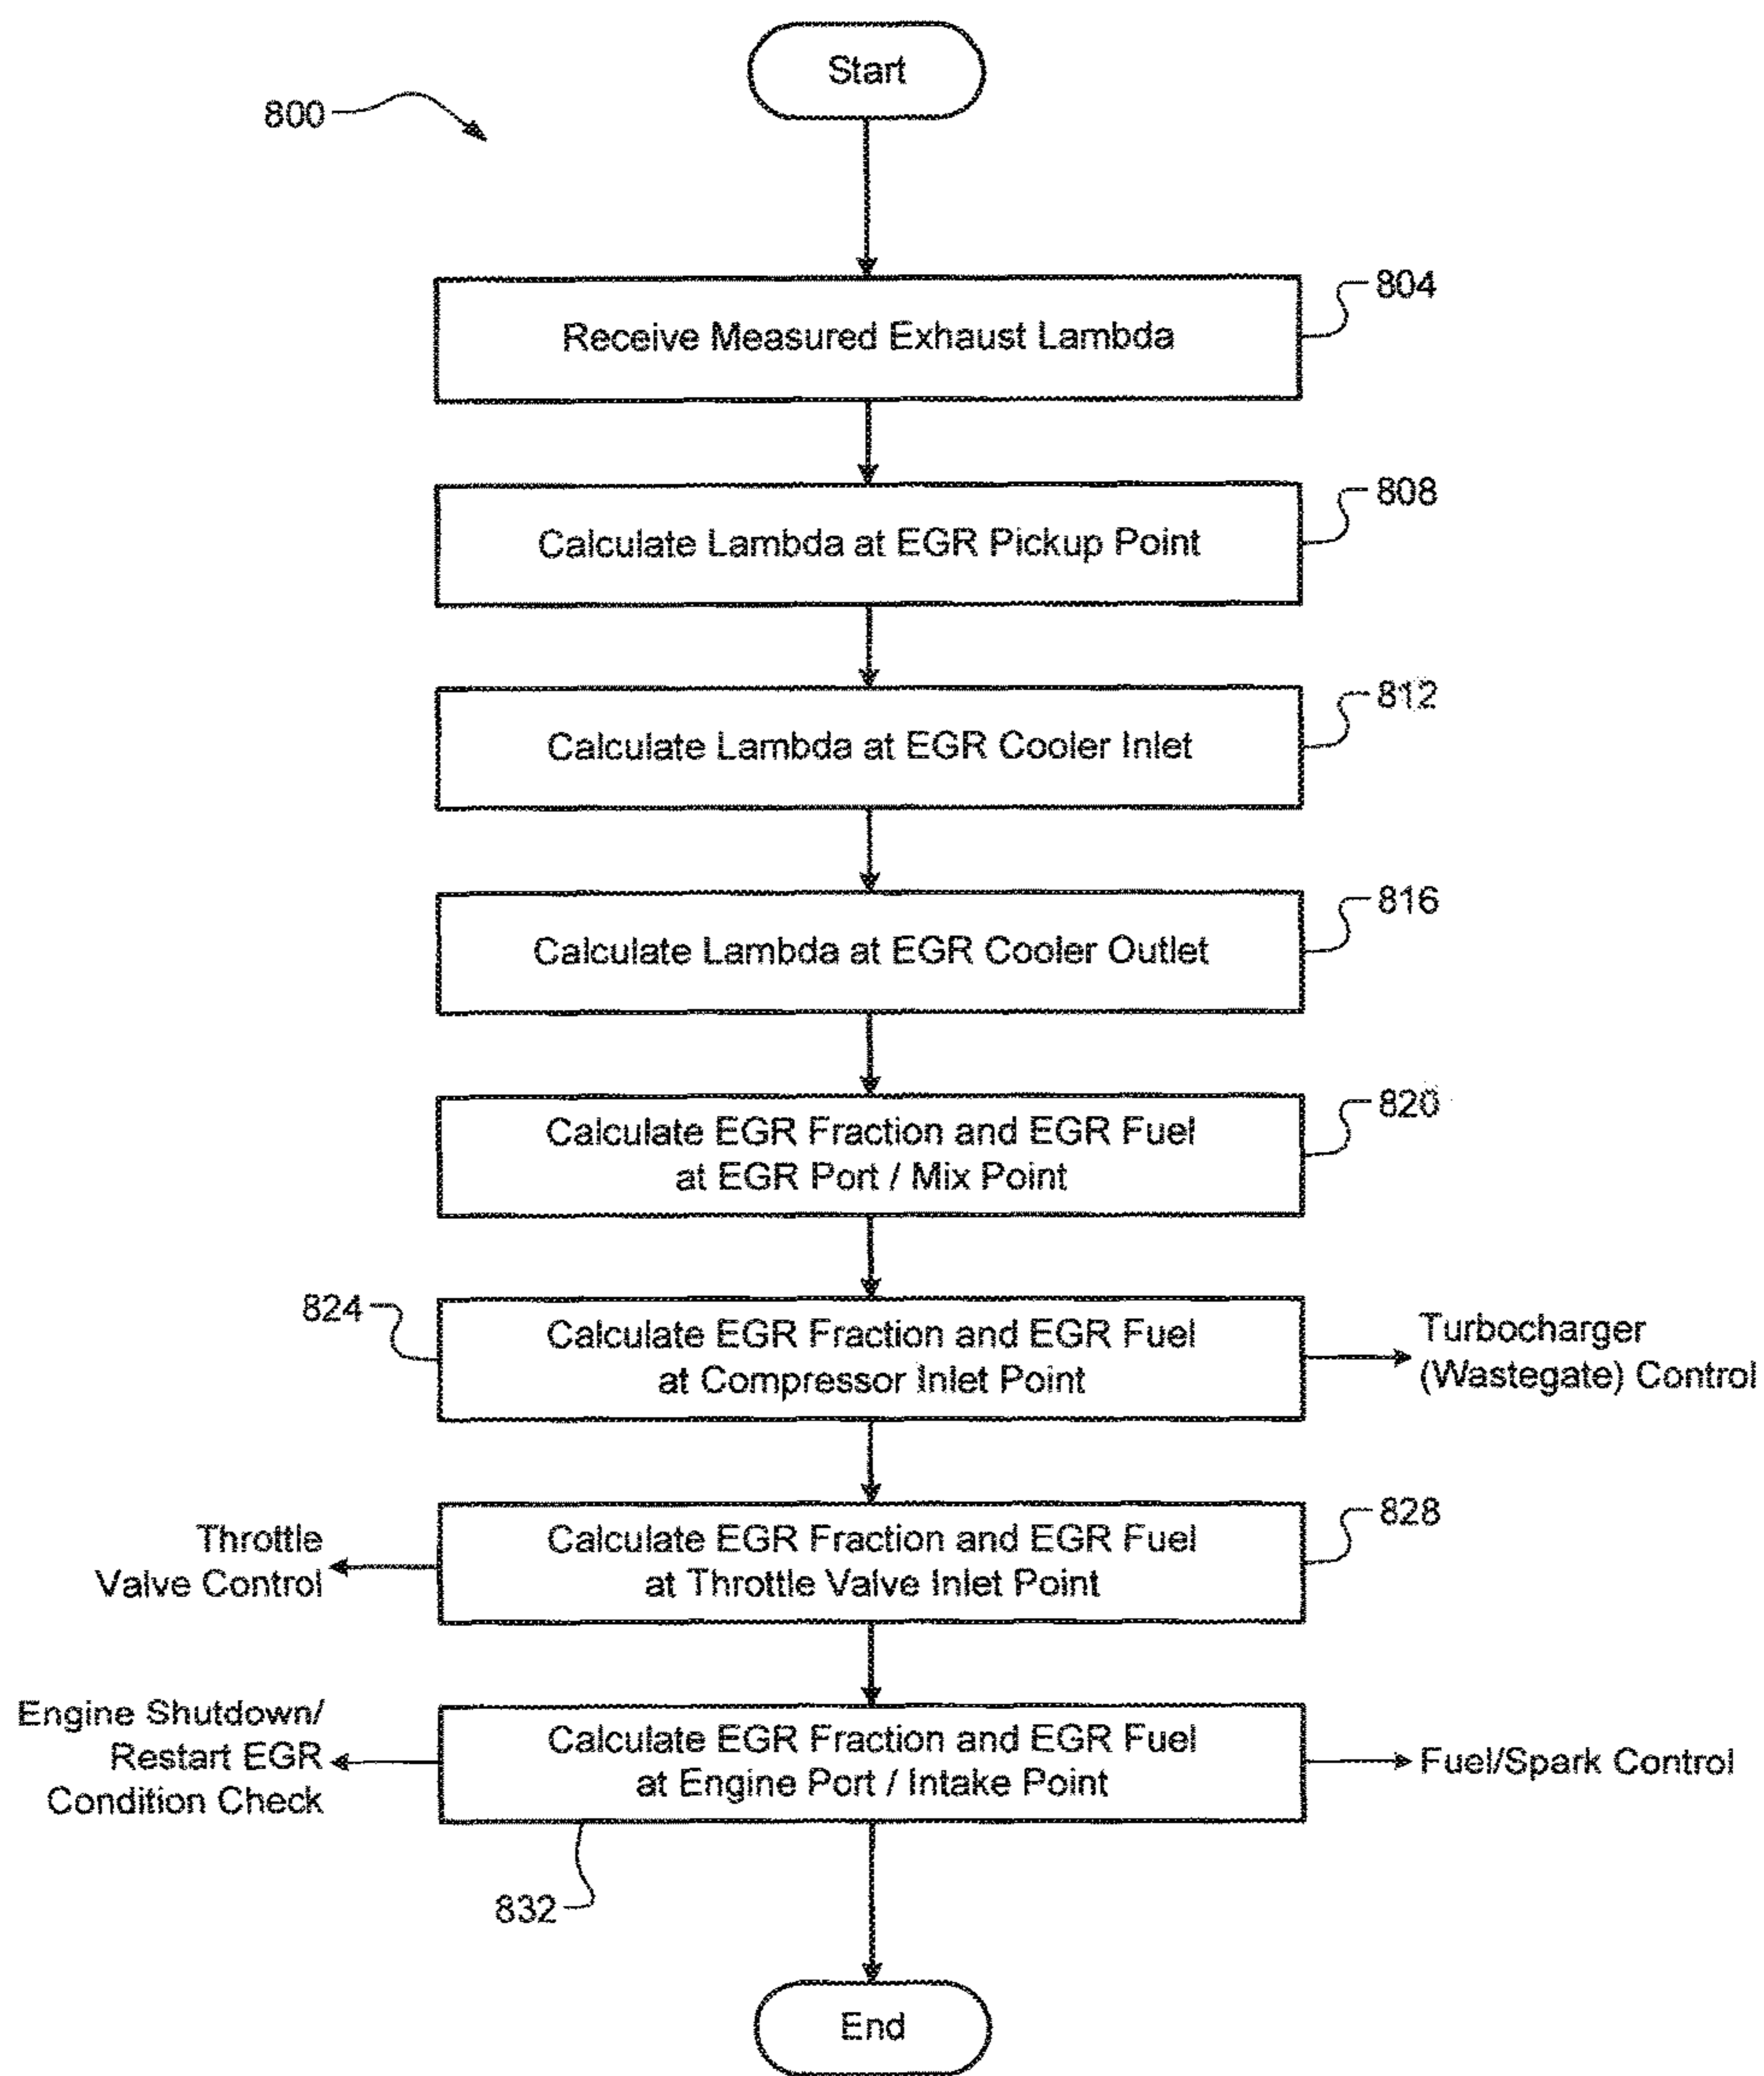 Start
800
804
Receive Measured Exhaust Lambda
808
Calculate Lambda at EGR Pickup Point
812
Calculate Lambda at EGR Cooler Inlet
816
Calculate Lambda at EGR Cooler Outlet
820
Calculate EGR Fraction and EGR Fuel
at EGR Port / Mix Point
824
Calculate EGR Fraction and EGR Fuel
at Compressor Inlet Point
Turbocharger
(Wastegate) Control
828
Throttle
Valve Control
Calculate EGR Fraction and EGR Fuel
at Throttle Valve Inlet Point
Engine Shutdown/
Restart EGR
Condition Check
Calculate EGR Fraction and EGR Fuel
at Engine Port / Intake Point
Fuel/Spark Control
832
End